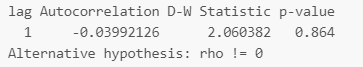 lag Autocorrelation D-W Statistic p-value
1 -0.03992126 2.060382 0.864
Alternative hypothesis: rho != 0